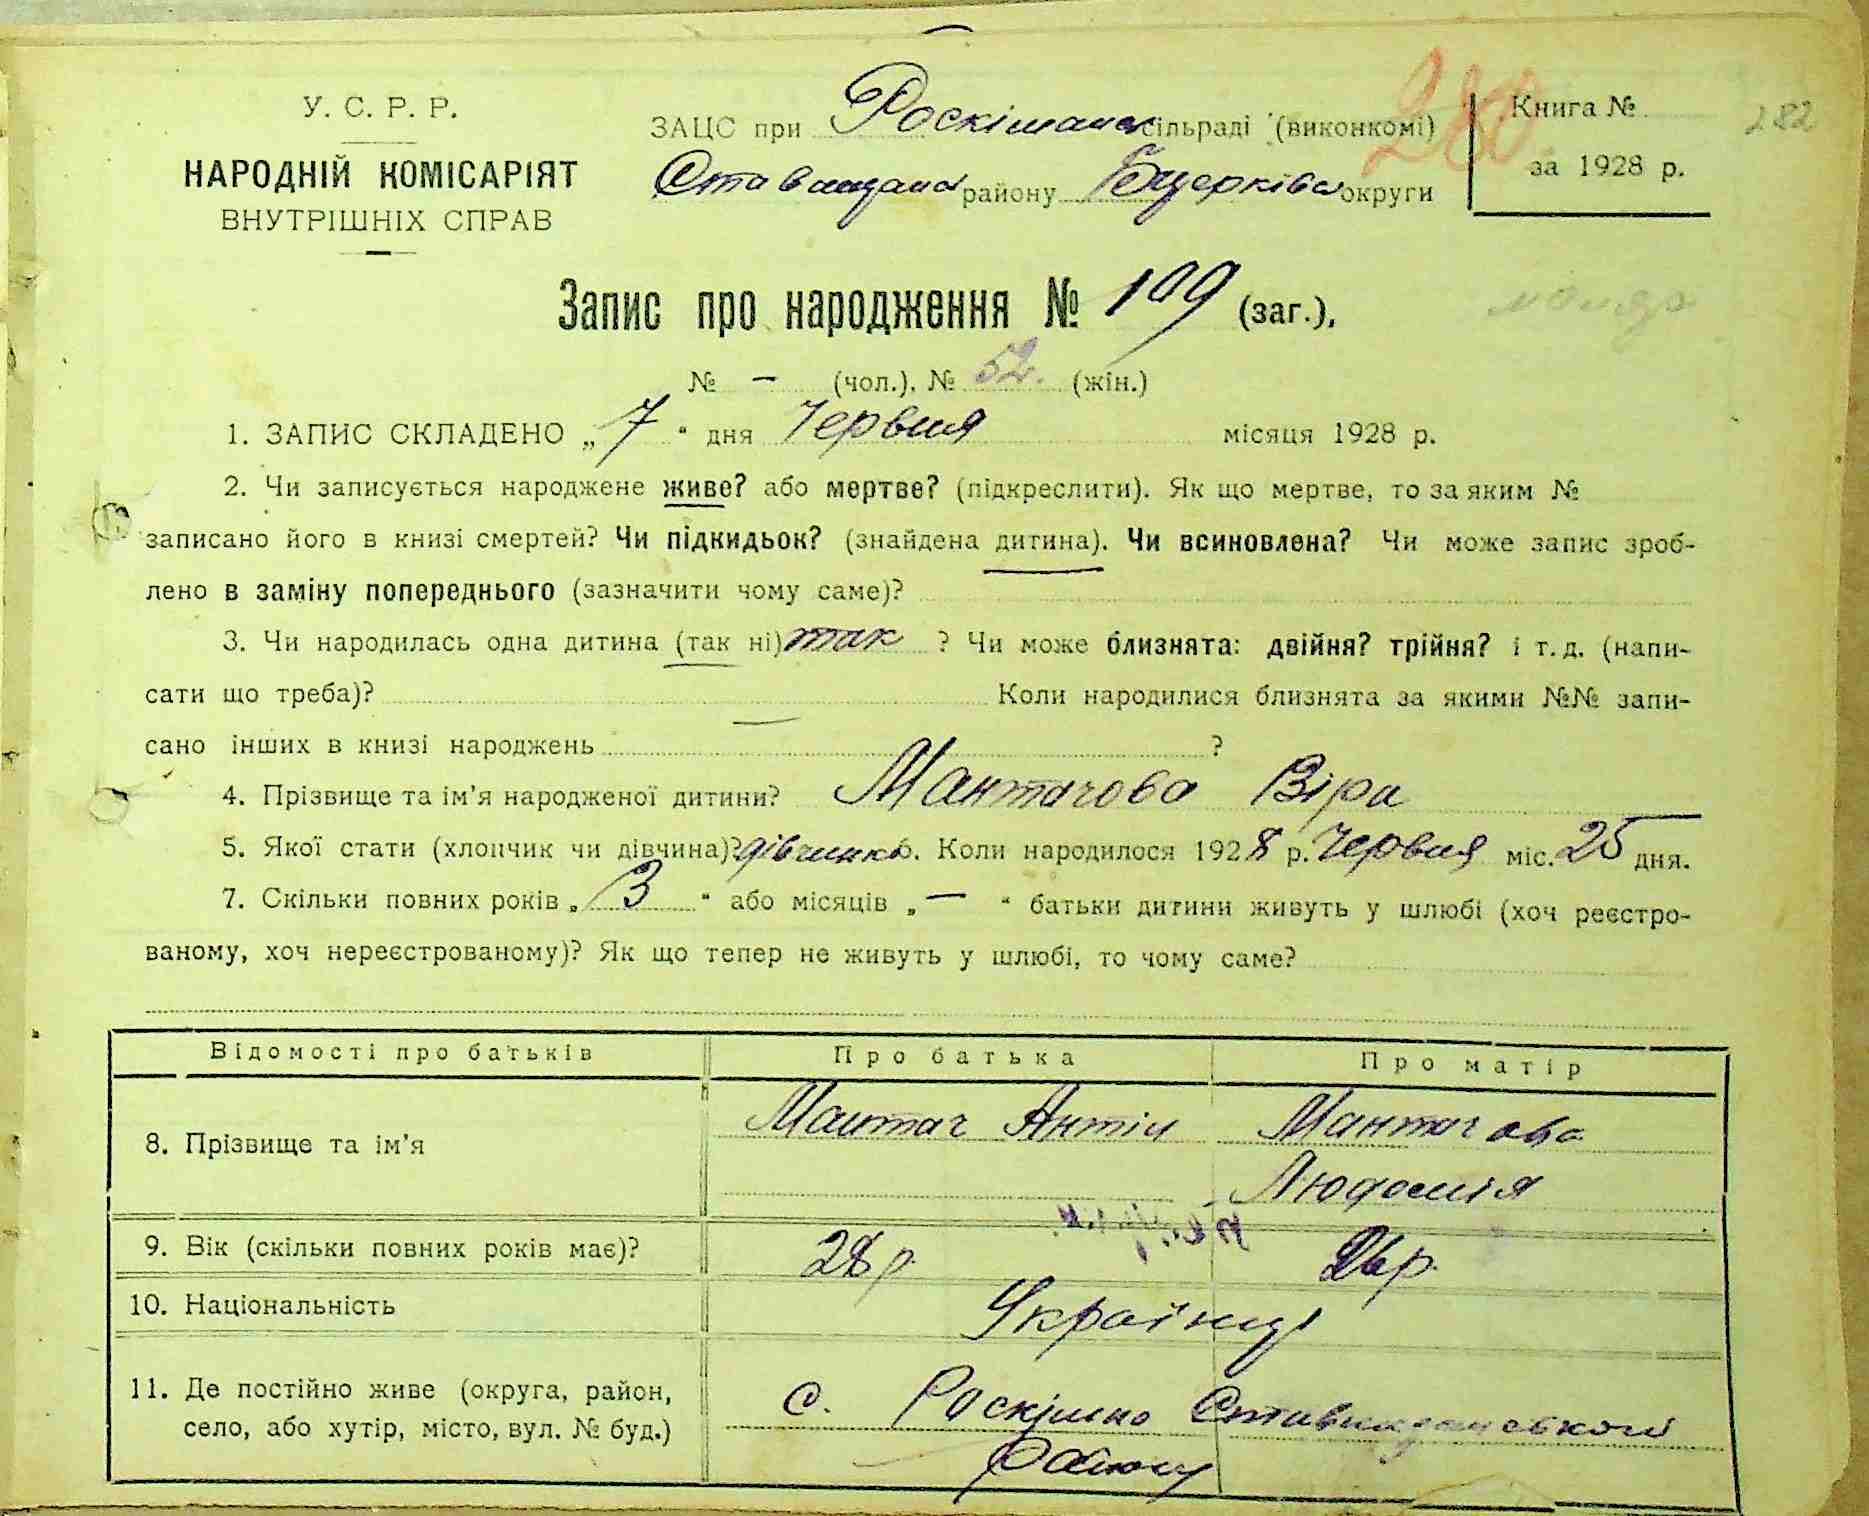 280
282
У. С. Р. Р.
НАРОДНІЙ КОМІСАРІЯТ
ВНУТРІШНІХ СПРАВ
ЗАЦС при сільраді (виконкомі)
району округи
Книга №
за 1928 р.
Запис про народження № 109 (заг.),
№ — (чол.), № 52. (жін.)
1. ЗАПИС СКЛАДЕНО „ 7 “ дня Червня місяця 1928 р.
2. Чи записується народжене живе? або мертве? (підкреслити). Як що мертве, то за яким №
записано його в книзі смертей? Чи підкидьок? (знайдена дитина). Чи всиновлена? Чи може запис зроб-
лено в заміну попереднього (зазначити чому саме)?
3. Чи народилась одна дитина (так ні) так ? Чи може близнята: двійня? трійня? і т. д. (напи-
сати що треба)? — Коли народилися близнята за якими №№ запи-
сано інших в книзі народжень ?
4. Прізвище та ім’я народженої дитини? Мантачова Віра
5. Якої стати (хлопчик чи дівчина)? 6. Коли народилося 1928 р. Червня міс. 25 дня.
7. Скільки повних років „ 3 “ або місяців „ — “ батьки дитини живуть у шлюбі (хоч реєстро-
ваному, хоч нереєстрованому)? Як що тепер не живуть у шлюбі, то чому саме?
Відомості про батьків Про батька Про матір
8. Прізвище та ім’я Мантач Антін Мантачова
9. Вік (скільки повних років має)? 28 р. 26 р.
10. Національність Українці
11. Де постійно живе (округа, район,
село, або хутір, місто, вул. № буд.)
с. Роскішно Ставищанського
Району